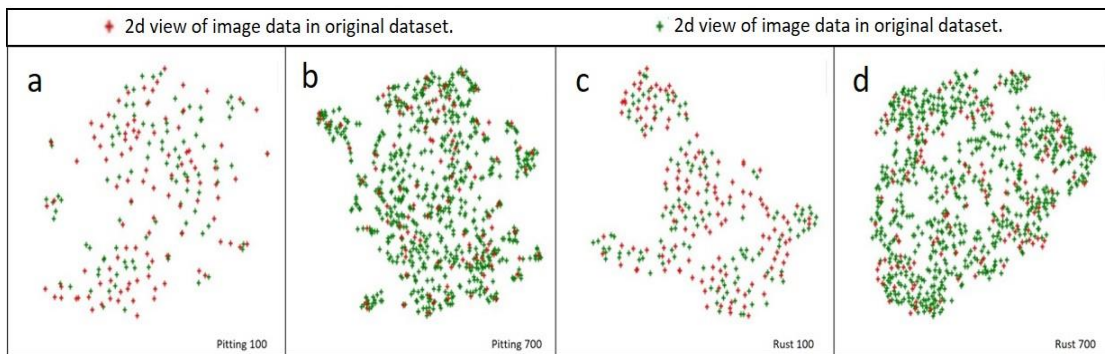 2d view of image data in original dataset. 2d view of image data in original dataset.
a b c d
Pitting 100 Pitting 700 Rust 100 Rust 700